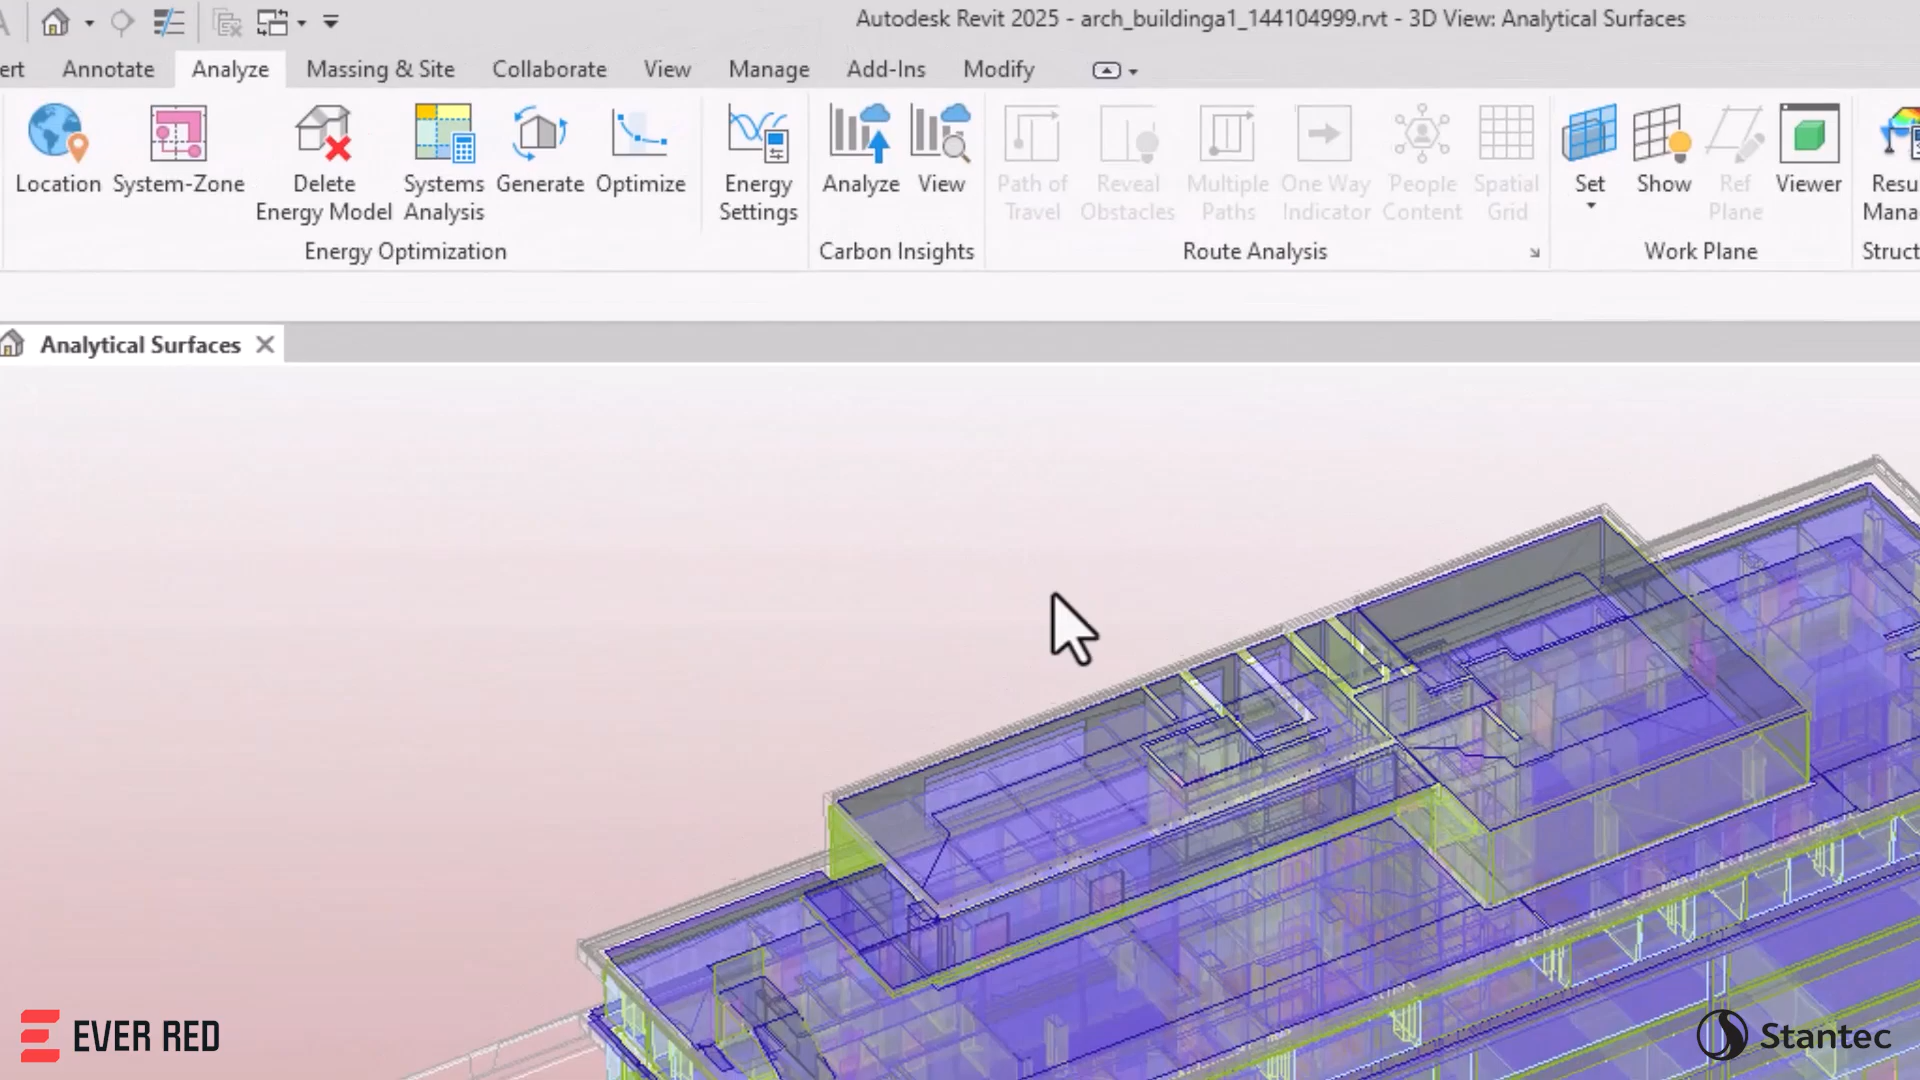 Autodesk Revit 2025 - arch_buildinga1_144104999.rvt - 3D View: Analytical Surfaces
ert Annotate Analyze Massing & Site Collaborate View Manage Add-Ins Modify
Location
System-Zone
Delete
Energy Model
Systems
Analysis
Generate
Optimize
Energy
Settings
Analyze
View
Path of
Travel
Reveal
Obstacles
Multiple
Paths
One Way
Indicator
People
Content
Spatial
Grid
Set
Show
Ref
Plane
Viewer
Resu
Mana
Energy Optimization
Carbon Insights
Route Analysis
Work Plane
Struct
Analytical Surfaces
EVER RED
Stantec